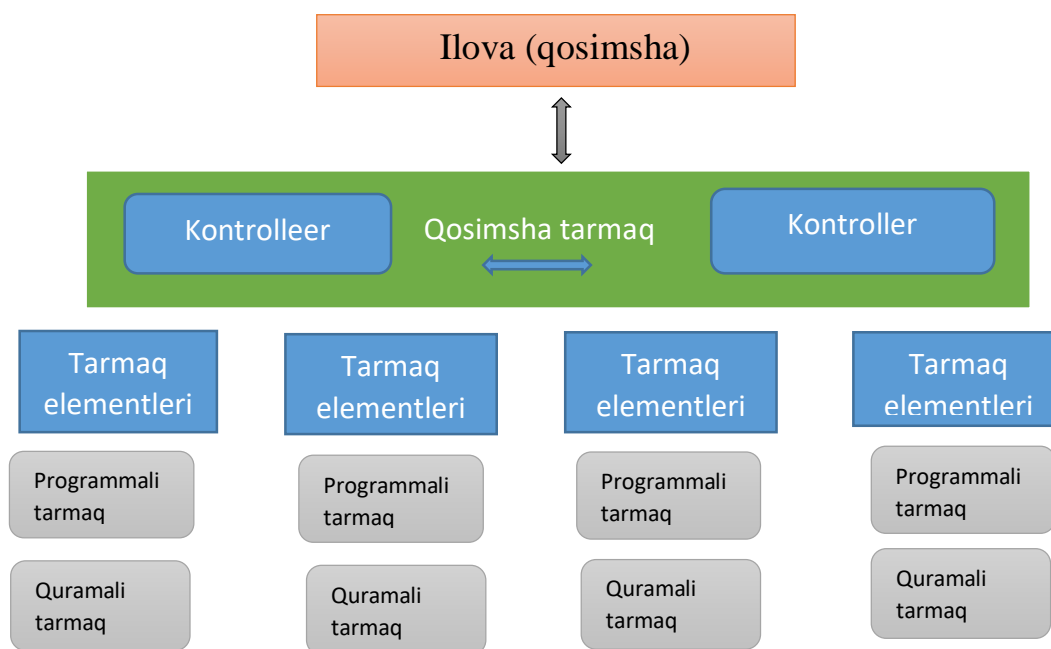 Ilova (qosimsha)
Kontrolleer
Qosimsha tarmaq
Kontroller
Tarmaq
elementleri
Tarmaq
elementleri
Tarmaq
elementleri
Tarmaq
elementleri
Programmali
tarmaq
Programmali
tarmaq
Programmali
tarmaq
Programmali
tarmaq
Quramali
tarmaq
Quramali
tarmaq
Quramali
tarmaq
Quramali
tarmaq